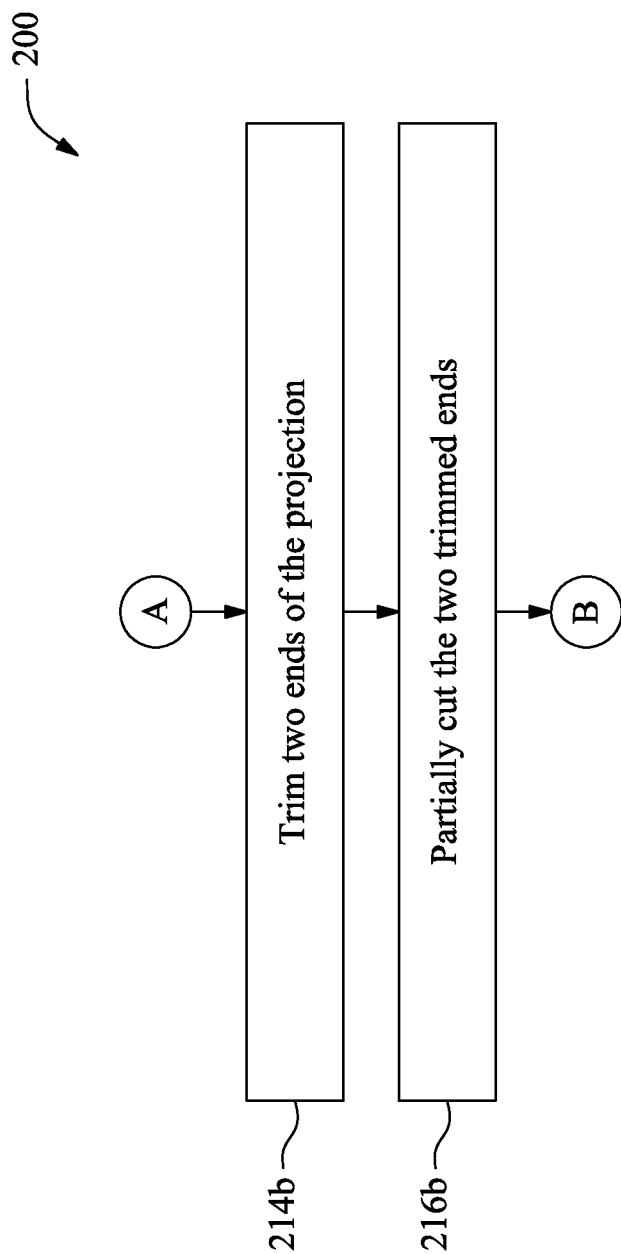 200
A
214b
Trim two ends of the projection
216b
Partially cut the two trimmed ends
B